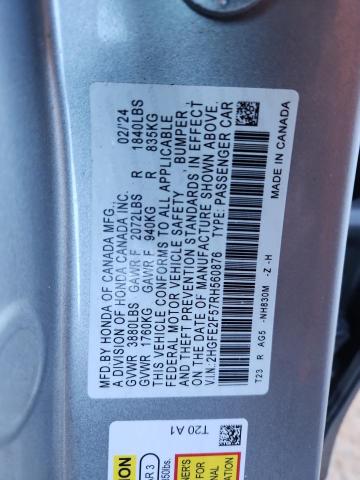 MFD.BY HONDA OF CANADA MFG. 02/'24
A DIVISION OF HONDA CANADA INC.
GVWR 3880LBS GAWR F 2072LBS R 1840LBS
GVWR 1760KG GAWR F 940KG R 835KG
THIS VEHICLE CONFORMS TO ALL APPLICABLE
FEDERAL MOTOR VEHICLE SAFETY BUMPER,
AND THEFT PREVENTION STANDARDS IN EFFECT
ON THE DATE OF MANUFACTURE SHOWN ABOVE.
V.I.N.:2HGFE2F57RH560876 TYPE:PASSENGER CAR
T23 R AG5 -NH830M -Z -H MADE IN CANADA
T20 A1